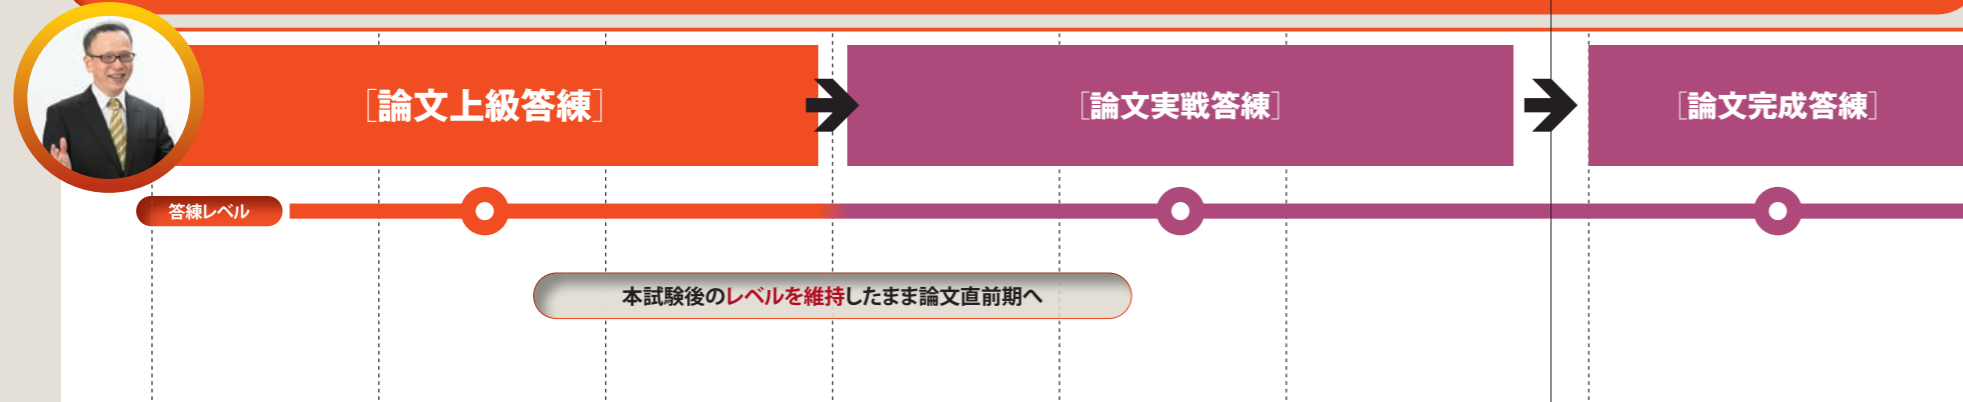 [論文上級答練]
[論文実戦答練]
[論文完成答練]
答練レベル
本試験後のレベルを維持したまま論文直前期へ